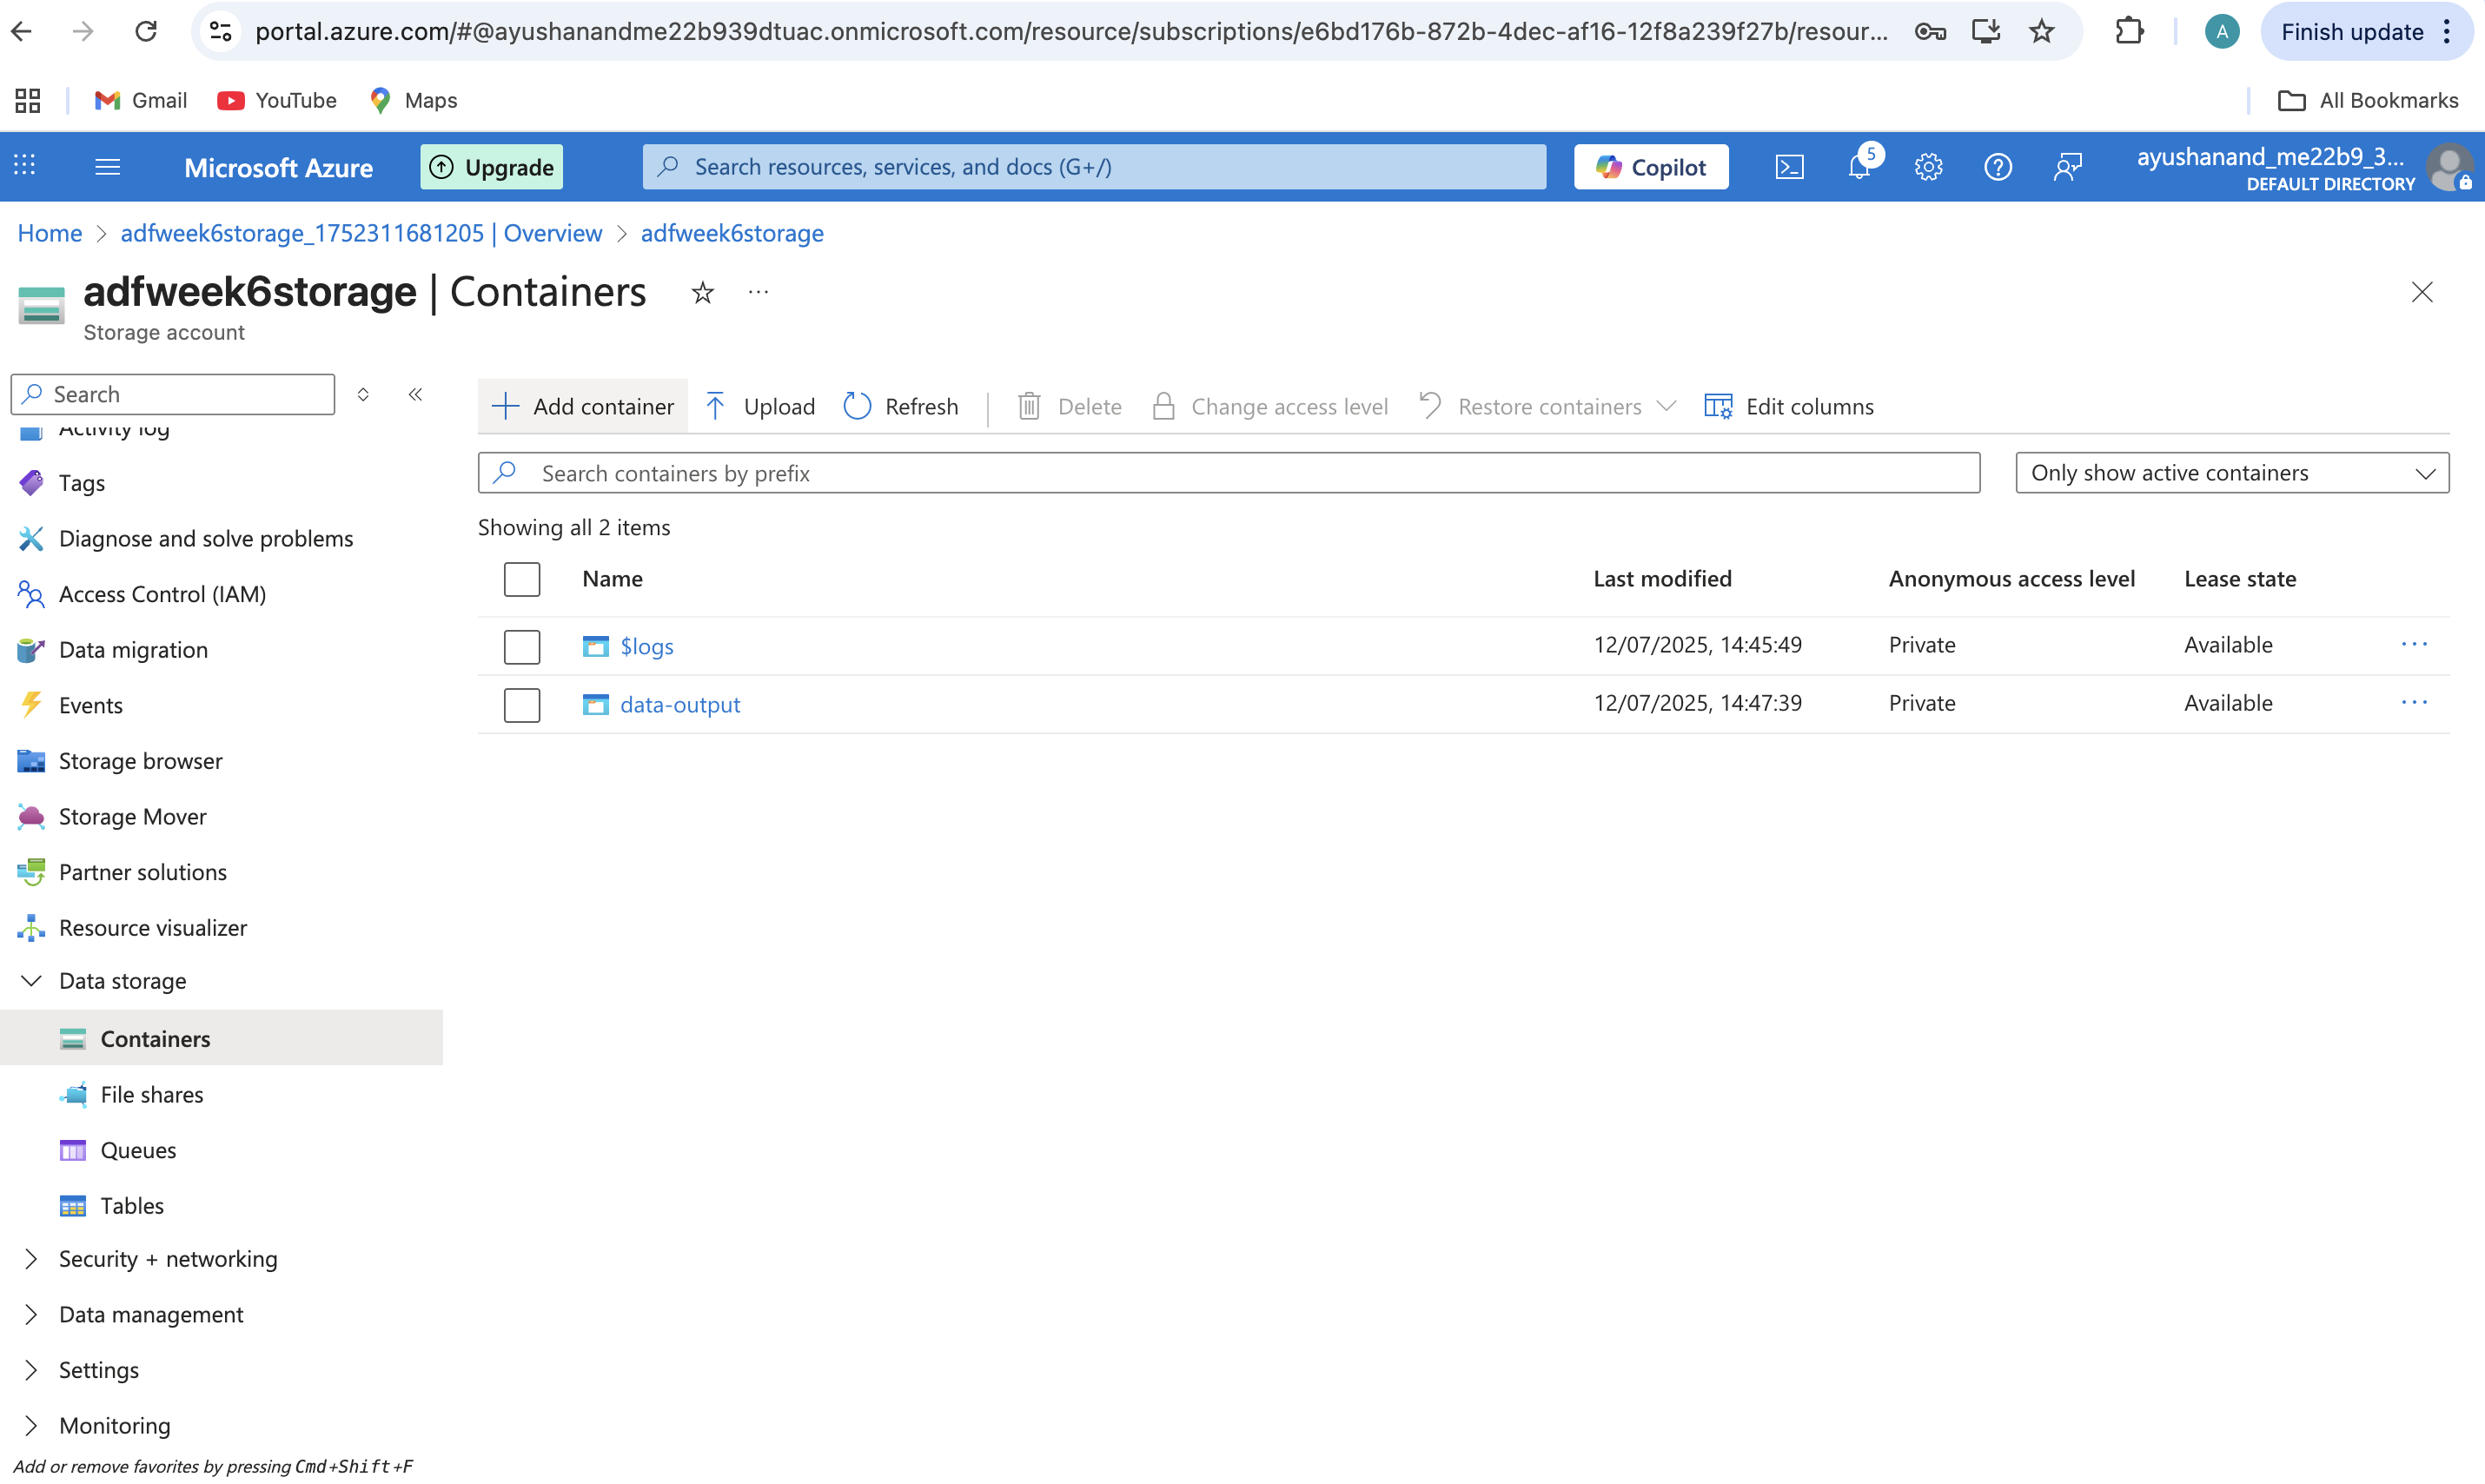 portal.azure.com/#@ayushanandme22b939dtuac.onmicrosoft.com/resource/subscriptions/e6bd176b-872b-4dec-af16-12f8a239f27b/resour...
A
Finish update
Gmail
YouTube
Maps
All Bookmarks
Microsoft Azure
Upgrade
Search resources, services, and docs (G+/)
Copilot
5
ayushanand_me22b9_3...
DEFAULT DIRECTORY
Home > adfweek6storage_1752311681205 | Overview > adfweek6storage
adfweek6storage | Containers
Storage account
Search
Activity log
Tags
Diagnose and solve problems
Access Control (IAM)
Data migration
Events
Storage browser
Storage Mover
Partner solutions
Resource visualizer
Data storage
Containers
File shares
Queues
Tables
Security + networking
Data management
Settings
Monitoring
Add or remove favorites by pressing Cmd+Shift+F
Add container
Upload
Refresh
Delete
Change access level
Restore containers
Edit columns
Search containers by prefix
Only show active containers
Showing all 2 items
Name Last modified Anonymous access level Lease state
$logs 12/07/2025, 14:45:49 Private Available ...
data-output 12/07/2025, 14:47:39 Private Available ...